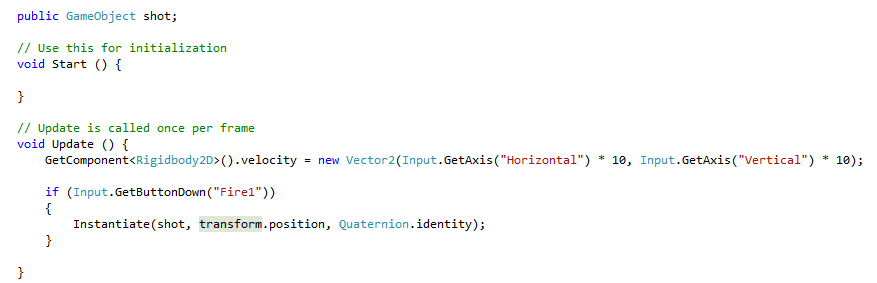 public GameObject shot;
// Use this for initialization
void Start () {
}
// Update is called once per frame
void Update () {
GetComponent<Rigidbody2D>().velocity = new Vector2(Input.GetAxis("Horizontal") * 10, Input.GetAxis("Vertical") * 10);
if (Input.GetButtonDown("Fire1"))
{
Instantiate(shot, transform.position, Quaternion.identity);
}
}